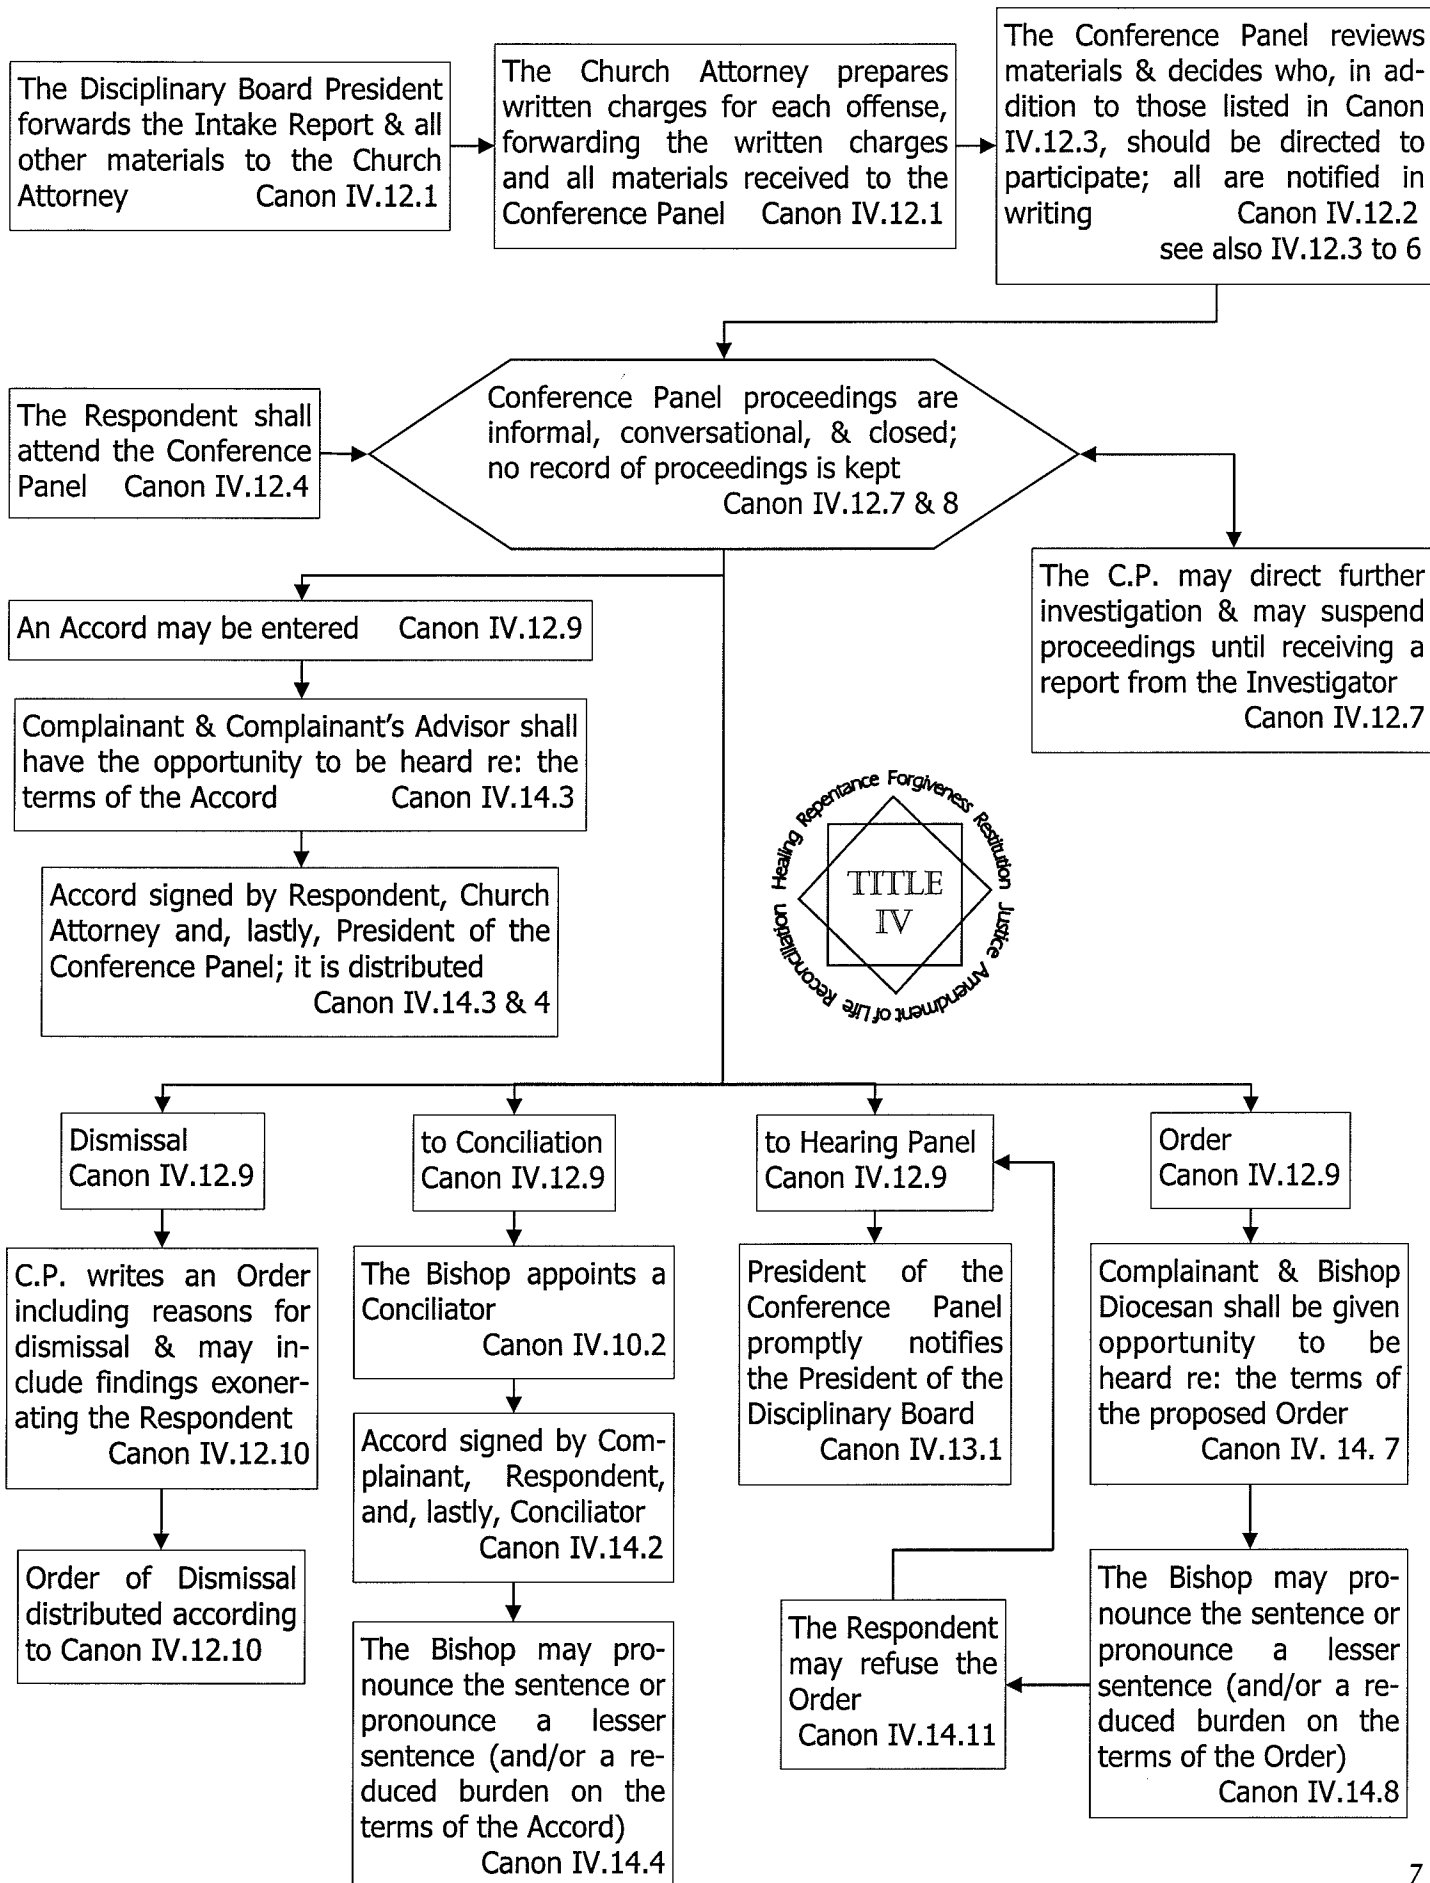 The Disciplinary Board President
forwards the Intake Report & all
other materials to the Church
Attorney Canon IV.12.1
The Church Attorney prepares
written charges for each offense,
forwarding the written charges
and all materials received to the
Conference Panel Canon IV.12.1
The Conference Panel reviews
materials & decides who, in ad-
dition to those listed in Canon
IV.12.3, should be directed to
participate; all are notified in
writing Canon IV.12.2
see also IV.12.3 to 6
The Respondent shall
attend the Conference
Panel Canon IV.12.4
Conference Panel proceedings are
informal, conversational, & closed;
no record of proceedings is kept
Canon IV.12.7 & 8
The C.P. may direct further
investigation & may suspend
proceedings until receiving a
report from the Investigator
Canon IV.12.7
An Accord may be entered Canon IV.12.9
Complainant & Complainant's Advisor shall
have the opportunity to be heard re: the
terms of the Accord Canon IV.14.3
Accord signed by Respondent, Church
Attorney and, lastly, President of the
Conference Panel; it is distributed
Canon IV.14.3 & 4
Healing Repentance Forgiveness Restitution Justice Amendment of Life Reconciliation
TITLE
IV
Dismissal
Canon IV.12.9
C.P. writes an Order
including reasons for
dismissal & may in-
clude findings exoner-
ating the Respondent
Canon IV.12.10
Order of Dismissal
distributed according
to Canon IV.12.10
to Conciliation
Canon IV.12.9
The Bishop appoints a
Conciliator
Canon IV.10.2
Accord signed by Com-
plainant, Respondent,
and, lastly, Conciliator
Canon IV.14.2
The Bishop may pro-
nounce the sentence or
pronounce a lesser
sentence (and/or a re-
duced burden on the
terms of the Accord)
Canon IV.14.4
to Hearing Panel
Canon IV.12.9
President of the
Conference Panel
promptly notifies
the President of the
Disciplinary Board
Canon IV.13.1
The Respondent
may refuse the
Order
Canon IV.14.11
Order
Canon IV.12.9
Complainant & Bishop
Diocesan shall be given
opportunity to be
heard re: the terms of
the proposed Order
Canon IV. 14. 7
The Bishop may pro-
nounce the sentence or
pronounce a lesser
sentence (and/or a re-
duced burden on the
terms of the Order)
Canon IV.14.8
7